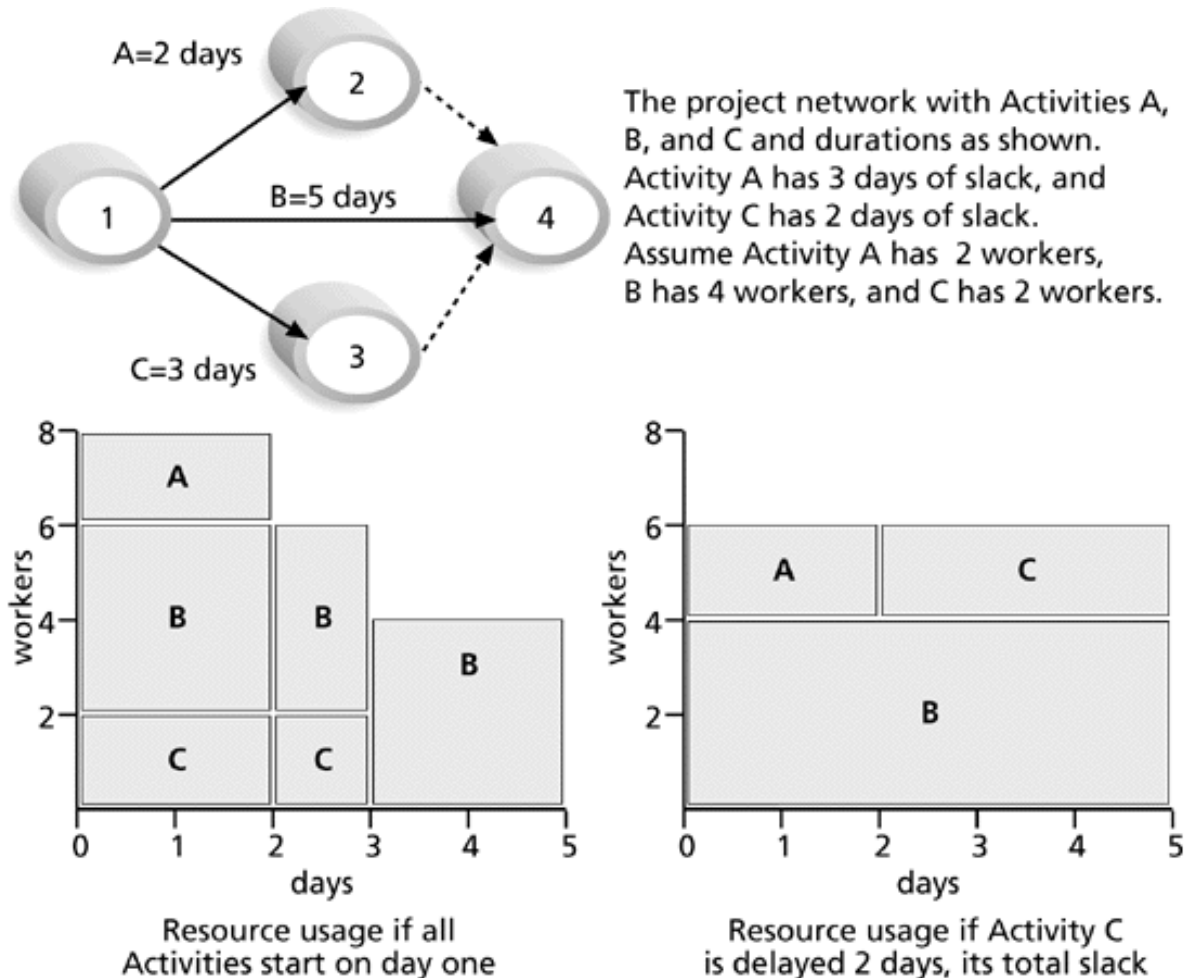 A=2 days
2
The project network with Activities A,
B, and C and durations as shown.
Activity A has 3 days of slack, and
Activity C has 2 days of slack.
Assume Activity A has 2 workers,
B has 4 workers, and C has 2 workers.
1
B=5 days
4
C=3 days
3
8
6
4
2
workers
A
B
B
B
C
C
0 1 2 3 4 5
days
Resource usage if all
Activities start on day one
8
6
4
2
workers
A
C
B
0 1 2 3 4 5
days
Resource usage if Activity C
is delayed 2 days, its total slack